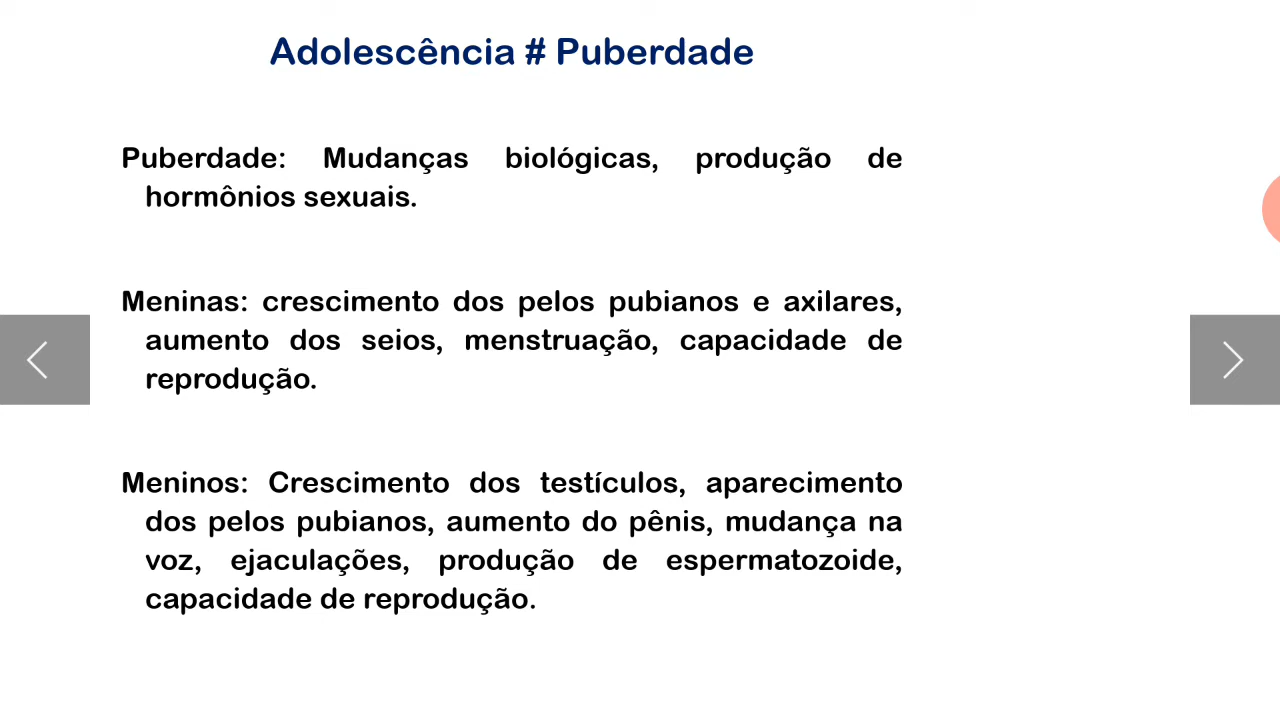 Adolescência # Puberdade
Puberdade: Mudanças biológicas, produção de
hormônios sexuais.
Meninas: crescimento dos pelos pubianos e axilares,
aumento dos seios, menstruação, capacidade de
reprodução.
Meninos: Crescimento dos testículos, aparecimento
dos pelos pubianos, aumento do pênis, mudança na
voz, ejaculações, produção de espermatozoide,
capacidade de reprodução.